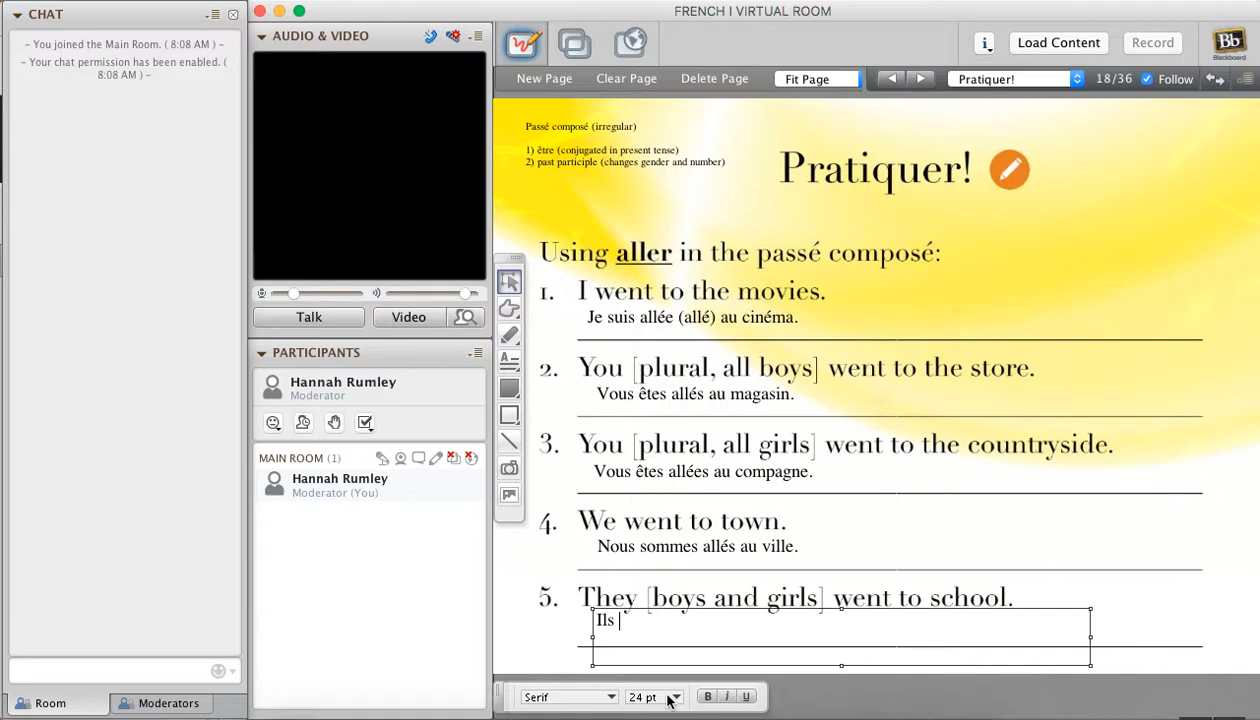 CHAT
– You joined the Main Room. ( 8:08 AM ) –
– Your chat permission has been enabled. (
8:08 AM ) –
Room
Moderators
FRENCH I VIRTUAL ROOM
AUDIO & VIDEO
Talk
Video
PARTICIPANTS
Hannah Rumley
Moderator
MAIN ROOM (1)
Hannah Rumley
Moderator (You)
i
Load Content
Record
Bb
Blackboard
New Page
Clear Page
Delete Page
Fit Page
Pratiquer!
18/36
Follow
Passé composé (irregular)
1) être (conjugated in present tense)
2) past participle (changes gender and number)
Pratiquer!
Using aller in the passé composé:
1. I went to the movies.
Je suis allée (allé) au cinéma.
2. You [plural, all boys] went to the store.
Vous êtes allés au magasin.
3. You [plural, all girls] went to the countryside.
Vous êtes allées au compagne.
4. We went to town.
Nous sommes allés au ville.
5. They [boys and girls] went to school.
Ils
Serif
24 pt
B i U